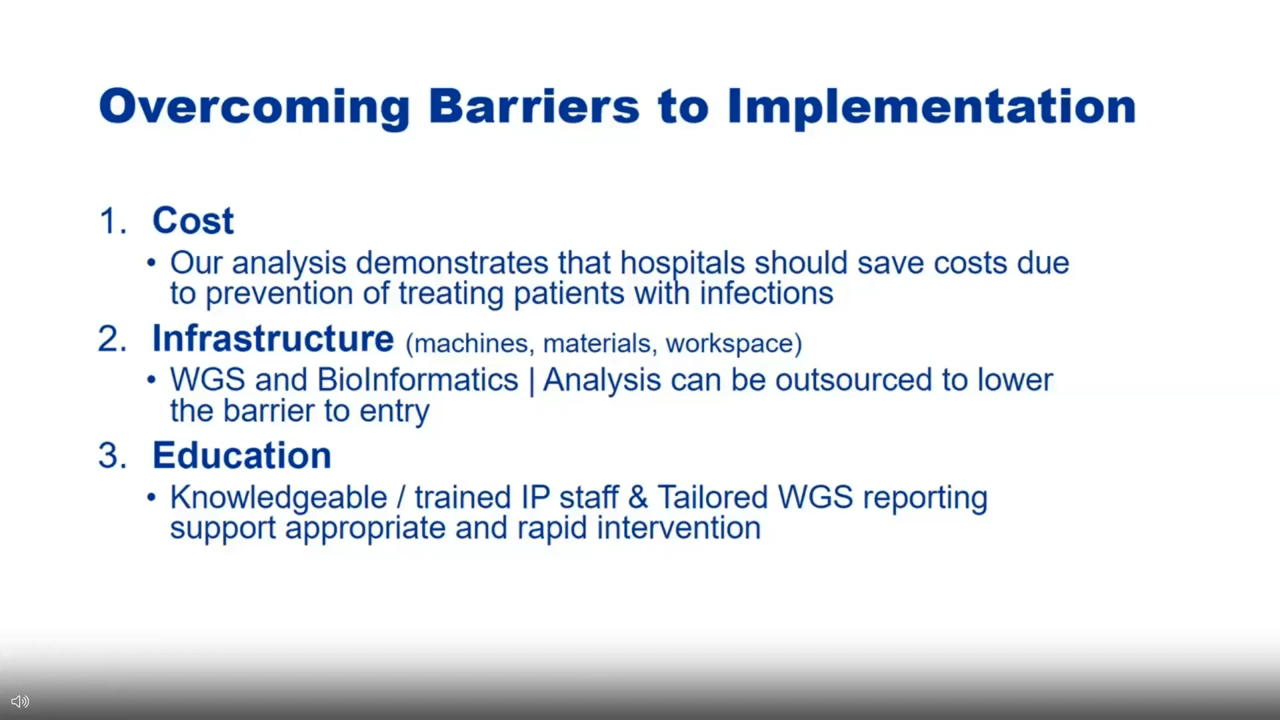 Overcoming Barriers to Implementation
1. Cost
• Our analysis demonstrates that hospitals should save costs due
to prevention of treating patients with infections
2. Infrastructure (machines, materials, workspace)
• WGS and BioInformatics | Analysis can be outsourced to lower
the barrier to entry
3. Education
• Knowledgeable / trained IP staff & Tailored WGS reporting
support appropriate and rapid intervention